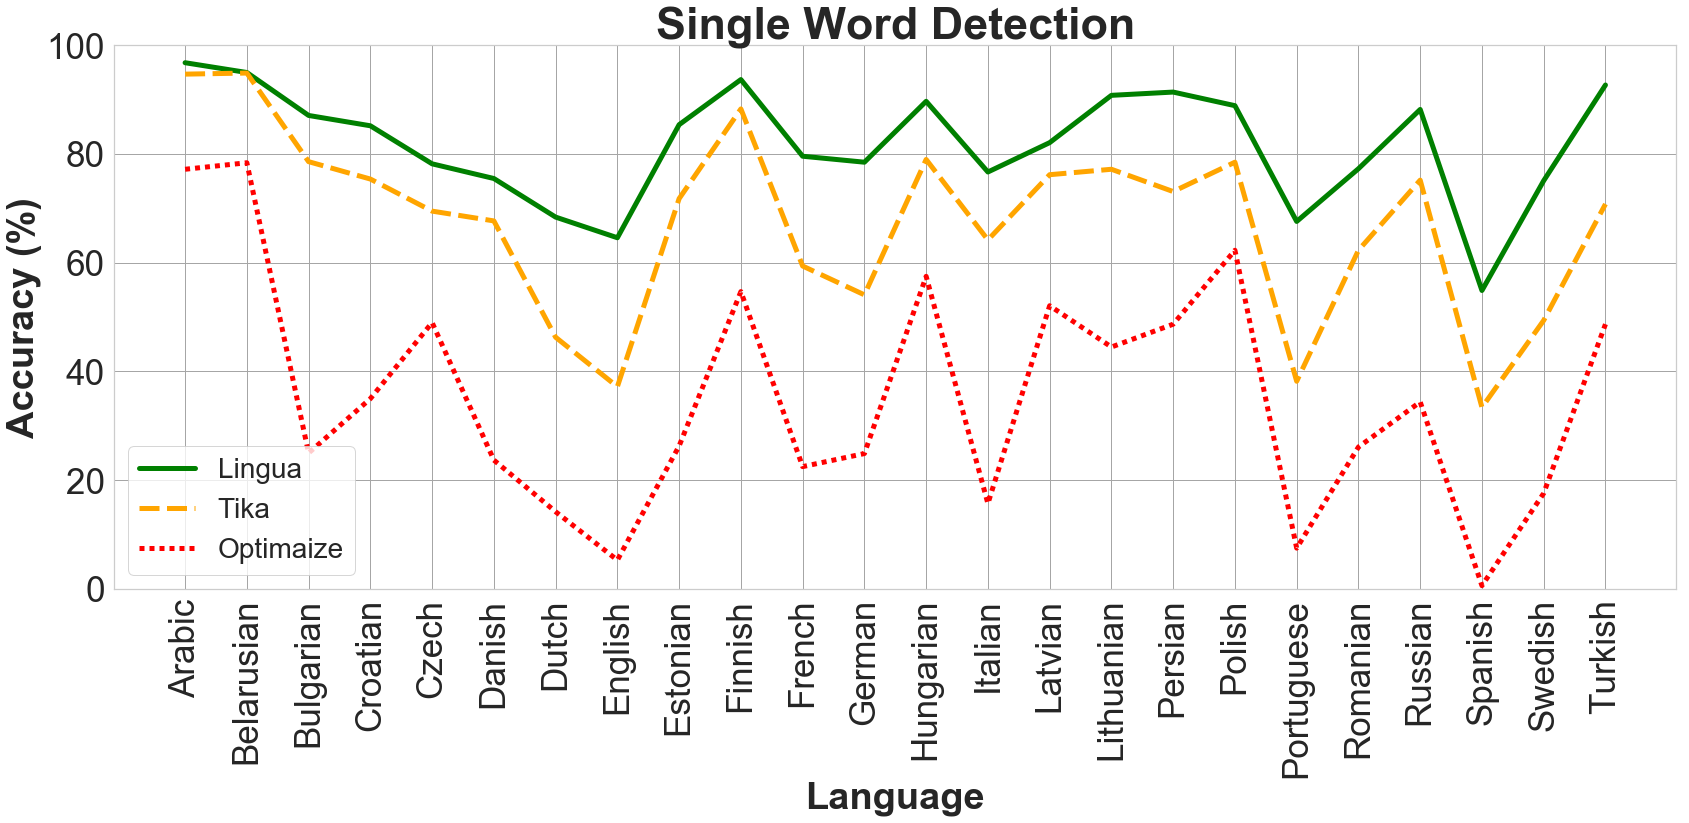 Single Word Detection
Accuracy (%)
100
80
60
40
20
0
Lingua
Tika
Optimaize
Arabic
Belarusian
Bulgarian
Croatian
Czech
Danish
Dutch
English
Estonian
Finnish
French
German
Hungarian
Italian
Latvian
Lithuanian
Persian
Polish
Portuguese
Romanian
Russian
Spanish
Swedish
Turkish
Language